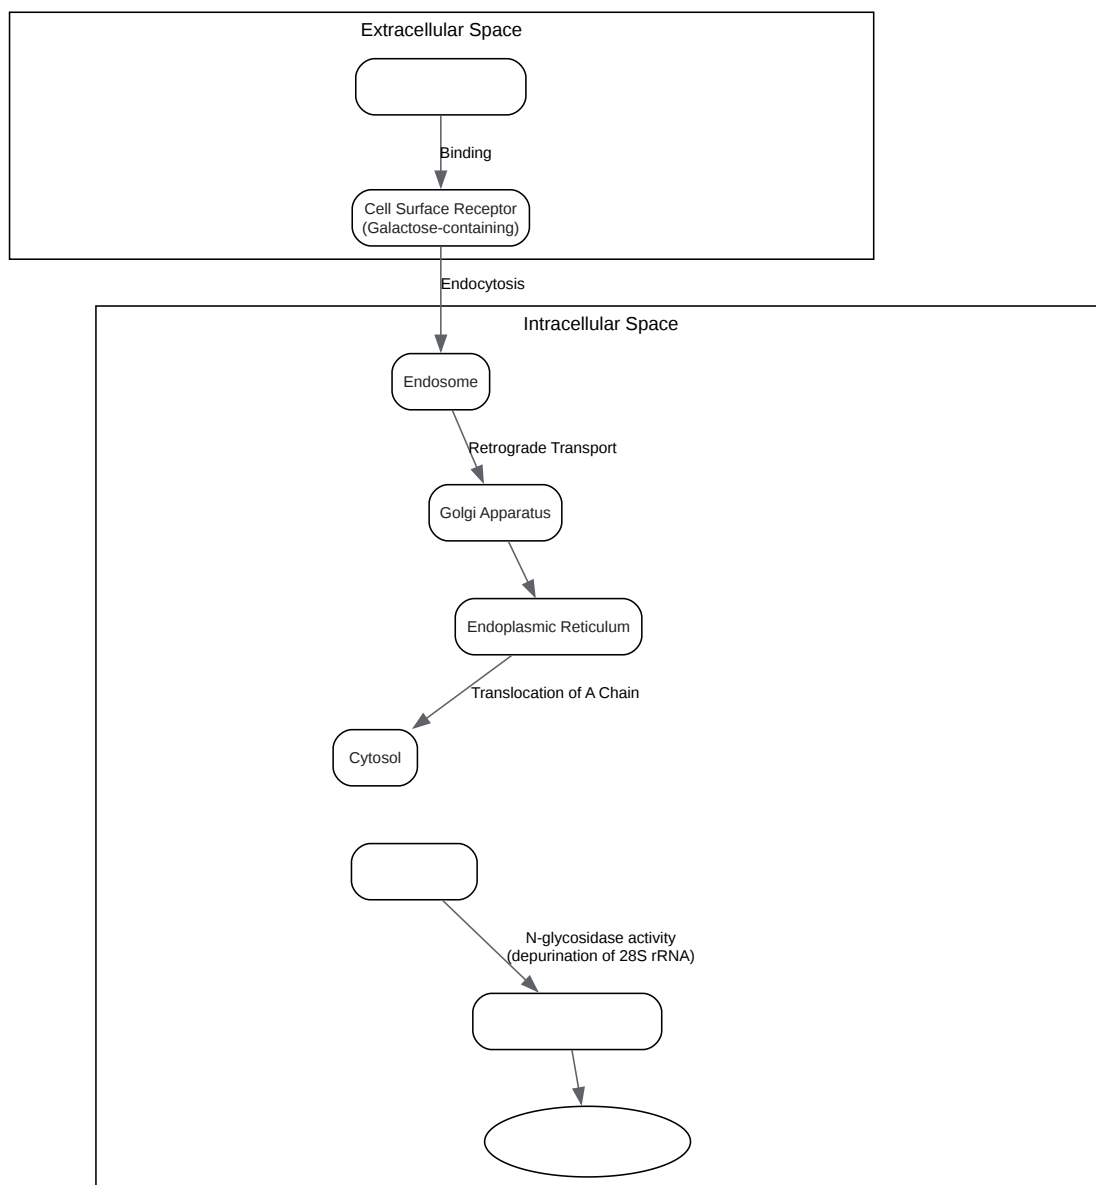 Extracellular Space
Binding
Cell Surface Receptor
(Galactose-containing)
Endocytosis
Intracellular Space
Endosome
Retrograde Transport
Golgi Apparatus
Endoplasmic Reticulum
Translocation of A Chain
Cytosol
N-glycosidase activity
(depurination of 28S rRNA)